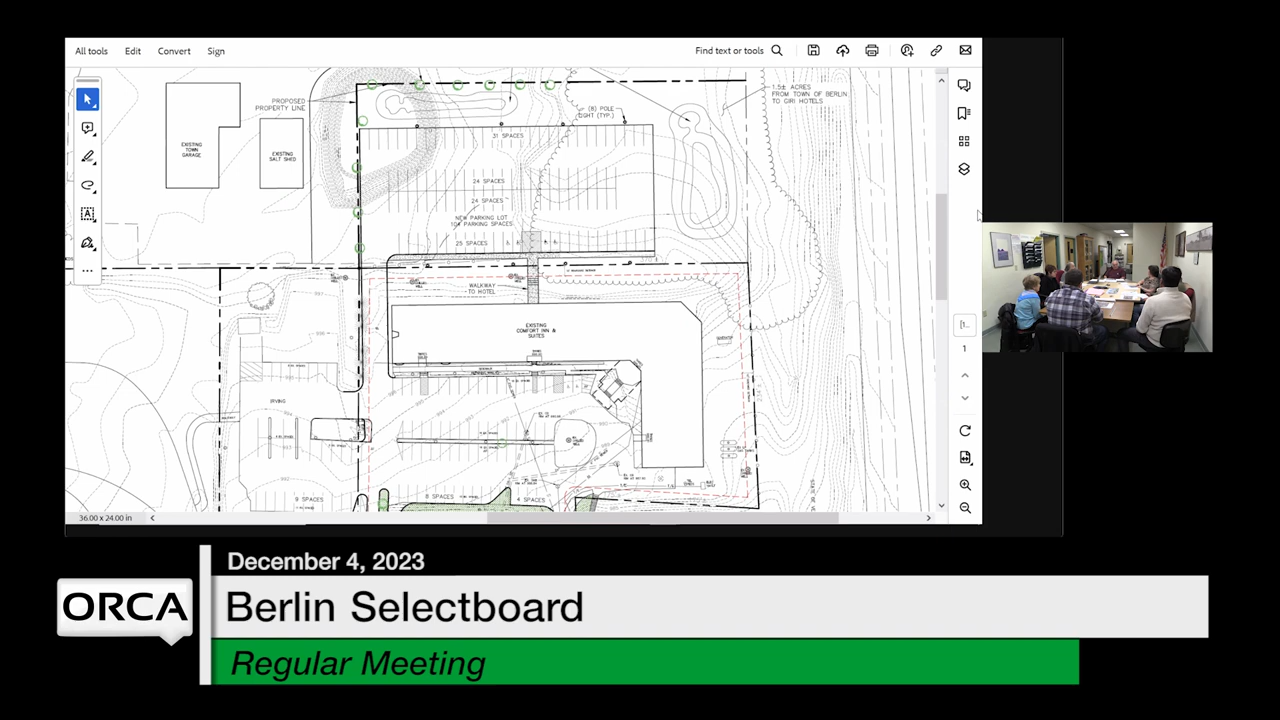 All tools
Edit
Convert
Sign
Find text or tools
PROPOSED
PROPERTY LINE
1.5± ACRES
FROM TOWN OF BERLIN
TO GIRI HOTELS
(8) POLE
LIGHT (TYP.)
31 SPACES
EXISTING
TOWN
GARAGE
EXISTING
SALT SHED
24 SPACES
24 SPACES
NEW PARKING LOT
PARKING SPACES
25 SPACES
WALKWAY
TO HOTEL
EXISTING
COMFORT INN &
SUITES
IRVING
9 SPACES
8 SPACES
4 SPACES
1
36.00 x 24.00 in
December 4, 2023
ORCA
Berlin Selectboard
Regular Meeting